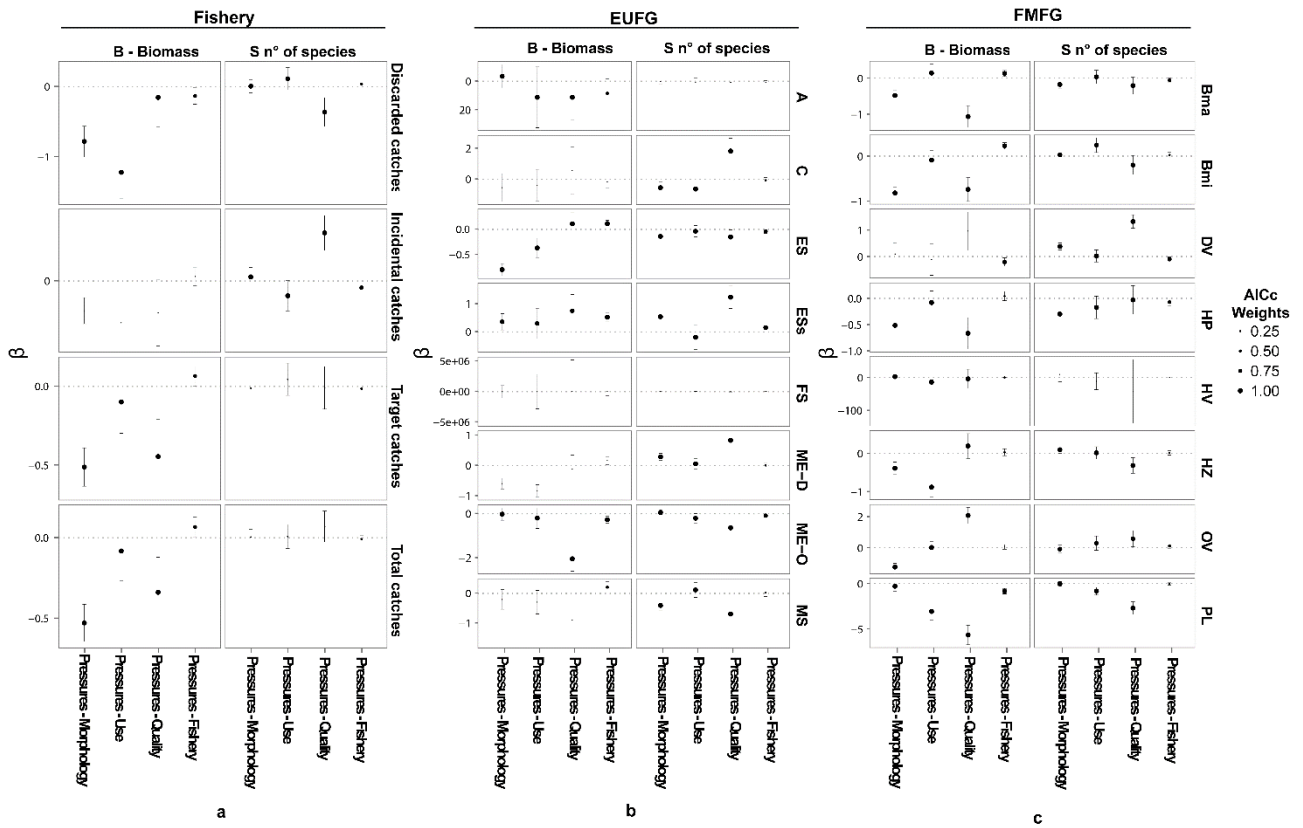 Fishery
B - Biomass
S n° of species
Discarded catches
Incidental catches
Target catches
Total catches
0
−1
0
0.0
−0.5
0.0
−0.5
β
Pressures - Morphology
Pressures - Use
Pressures - Quality
Pressures - Fishery
Pressures - Morphology
Pressures - Use
Pressures - Quality
Pressures - Fishery
a
EUFG
B - Biomass
S n° of species
A
C
ES
ESs
FS
ME−D
ME−O
MS
0
20
2
0
0.0
−0.5
1
0
5e+06
0
−5e+06
1
0
−1
0
−2
0
−1
β
Pressures - Morphology
Pressures - Use
Pressures - Quality
Pressures - Fishery
Pressures - Morphology
Pressures - Use
Pressures - Quality
Pressures - Fishery
b
FMFG
B - Biomass
S n° of species
Bma
Bmi
DV
HP
HV
HZ
OV
PL
0
−1
0
−1
1
0
0.0
−0.5
−1.0
0
−100
0
−1
2
0
0
−5
β
Pressures - Morphology
Pressures - Use
Pressures - Quality
Pressures - Fishery
Pressures - Morphology
Pressures - Use
Pressures - Quality
Pressures - Fishery
c
AICc
Weights
0.25
0.50
0.75
1.00